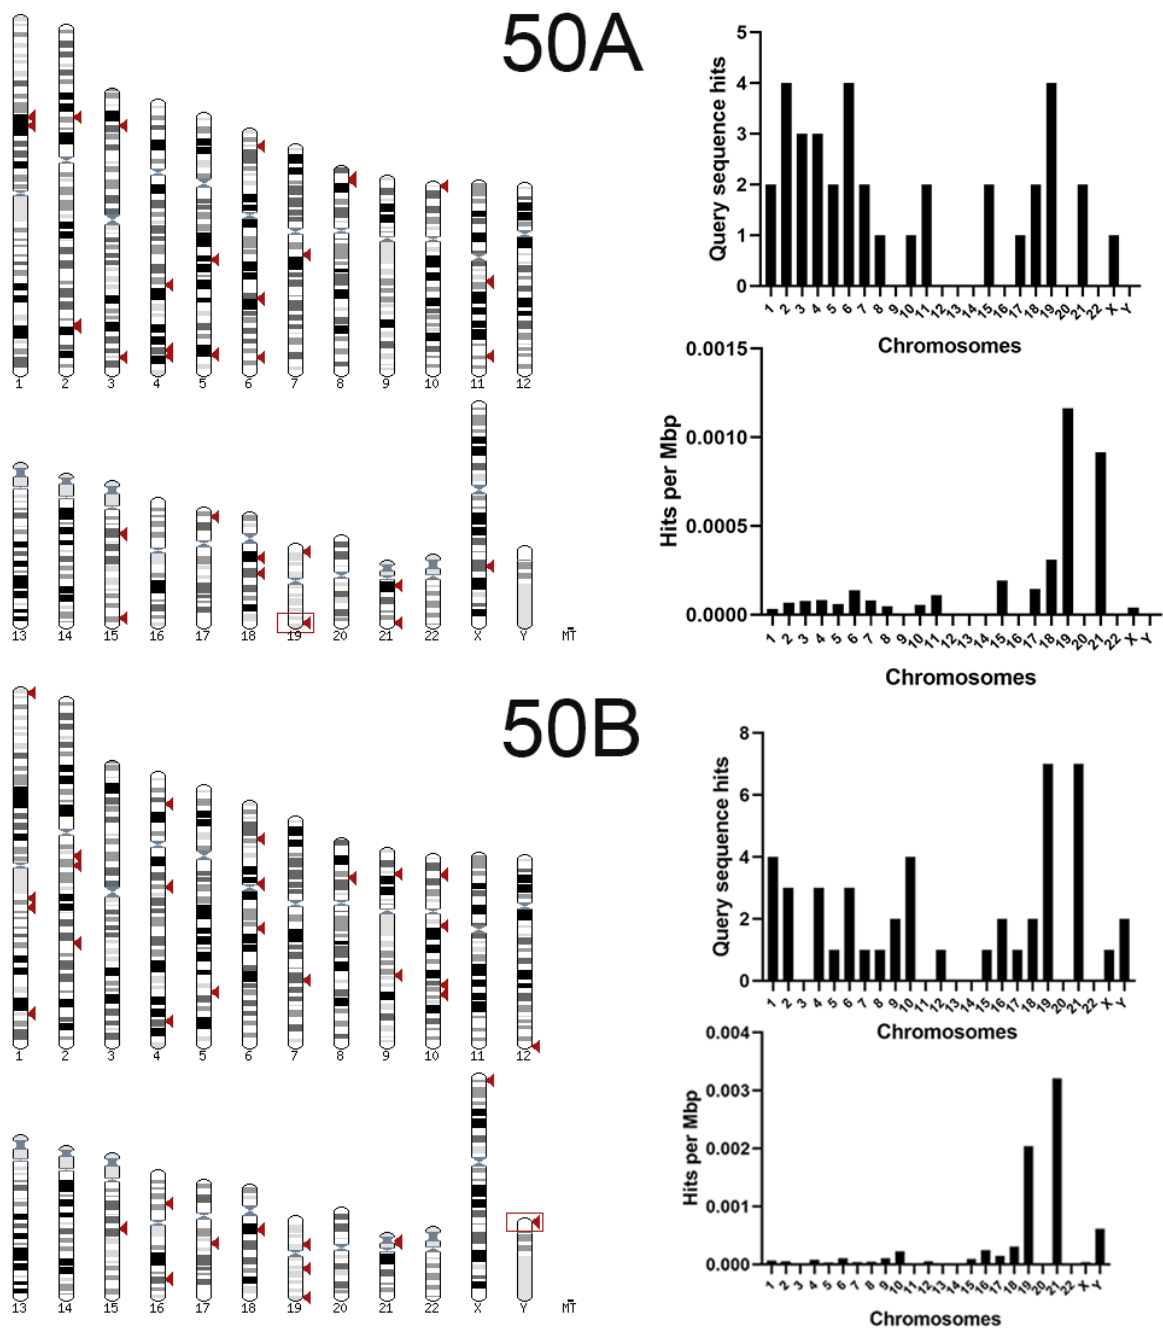 50A
1 2 3 4 5 6 7 8 9 10 11 12
13 14 15 16 17 18 19 20 21 22 X Y MT
Query sequence hits
5
4
3
2
1
0
1 2 3 4 5 6 7 8 9 10 11 12 13 14 15 16 17 18 19 20 21 22 X Y
Chromosomes
Hits per Mbp
0.0015
0.0010
0.0005
0.0000
1 2 3 4 5 6 7 8 9 10 11 12 13 14 15 16 17 18 19 20 21 22 X Y
Chromosomes
50B
1 2 3 4 5 6 7 8 9 10 11 12
13 14 15 16 17 18 19 20 21 22 X Y MT
Query sequence hits
8
6
4
2
0
1 2 3 4 5 6 7 8 9 10 11 12 13 14 15 16 17 18 19 20 21 22 X Y
Chromosomes
Hits per Mbp
0.004
0.003
0.002
0.001
0.000
1 2 3 4 5 6 7 8 9 10 11 12 13 14 15 16 17 18 19 20 21 22 X Y
Chromosomes